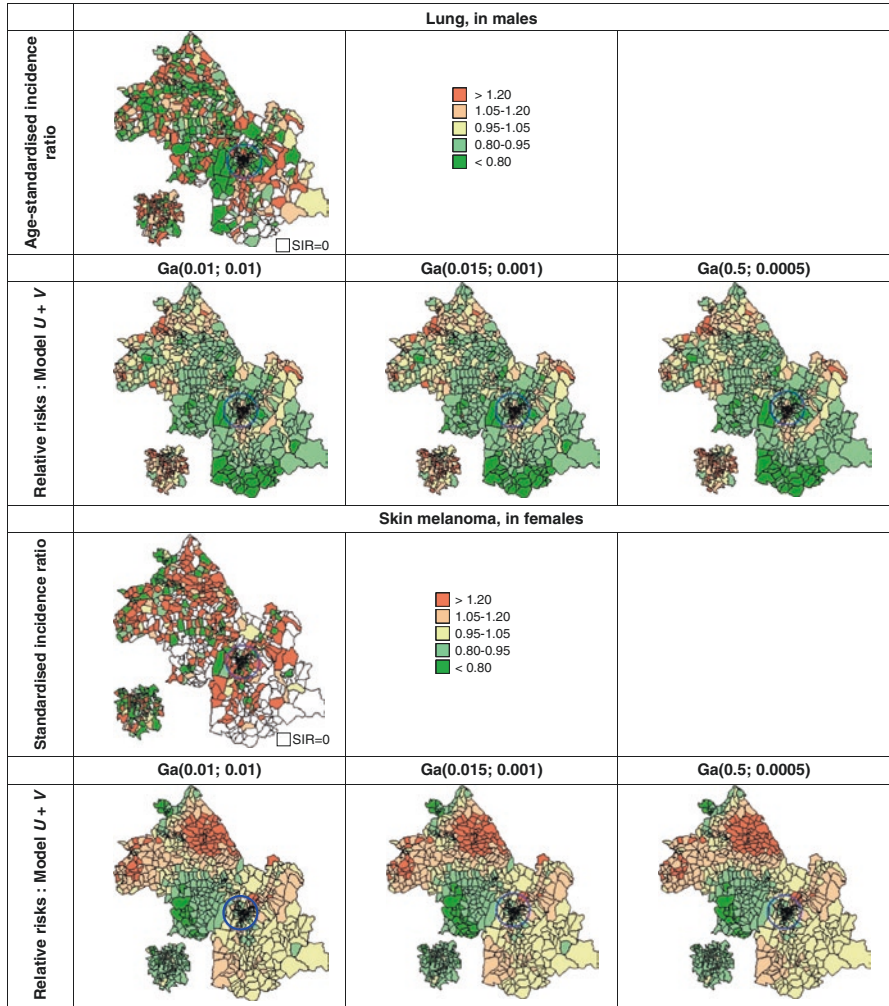 Lung, in males
Age-standardised incidence
ratio
> 1.20
1.05-1.20
0.95-1.05
0.80-0.95
< 0.80
SIR=0
Ga(0.01; 0.01)
Ga(0.015; 0.001)
Ga(0.5; 0.0005)
Relative risks : Model U + V
Skin melanoma, in females
Standardised incidence ratio
> 1.20
1.05-1.20
0.95-1.05
0.80-0.95
< 0.80
SIR=0
Ga(0.01; 0.01)
Ga(0.015; 0.001)
Ga(0.5; 0.0005)
Relative risks : Model U + V